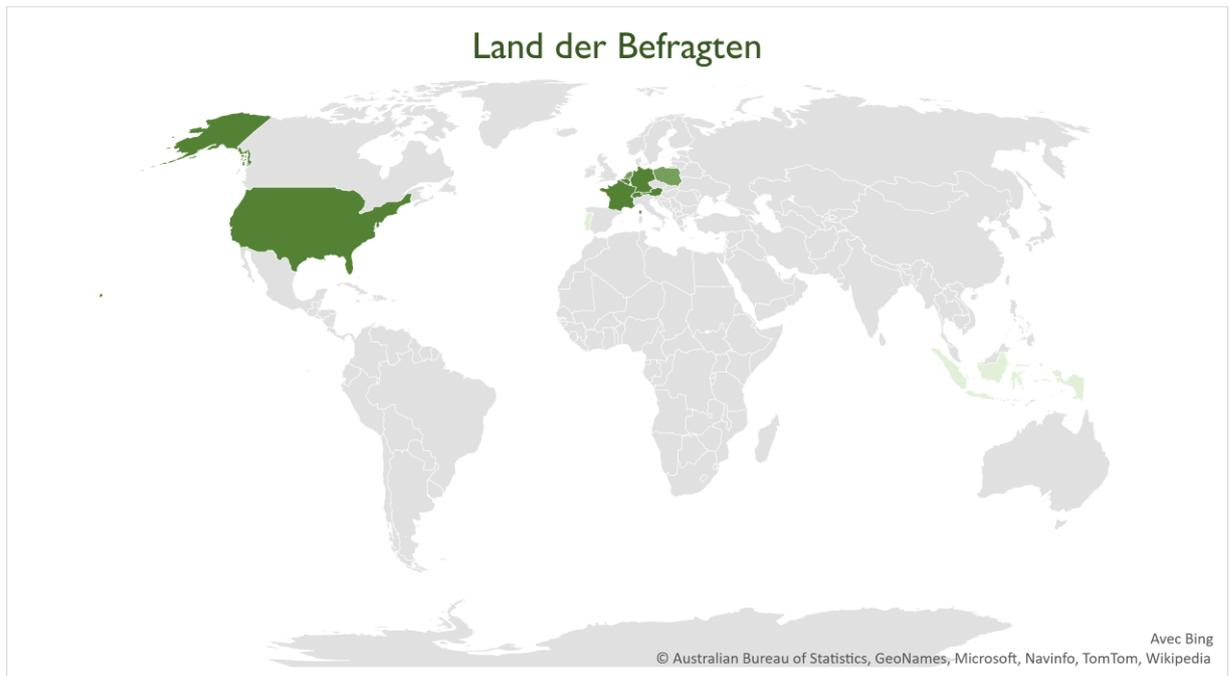 Land der Befragten
Avec Bing
© Australian Bureau of Statistics, GeoNames, Microsoft, Navinfo, TomTom, Wikipedia